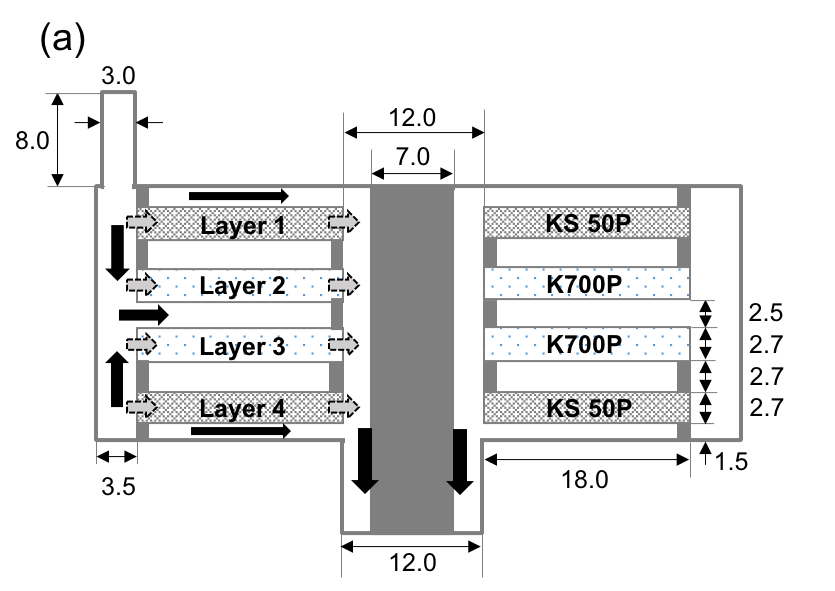 (a)
3.0
8.0
12.0
7.0
Layer 1
KS 50P
Layer 2
K700P
2.5
Layer 3
K700P
2.7
2.7
Layer 4
KS 50P
2.7
1.5
3.5
18.0
12.0